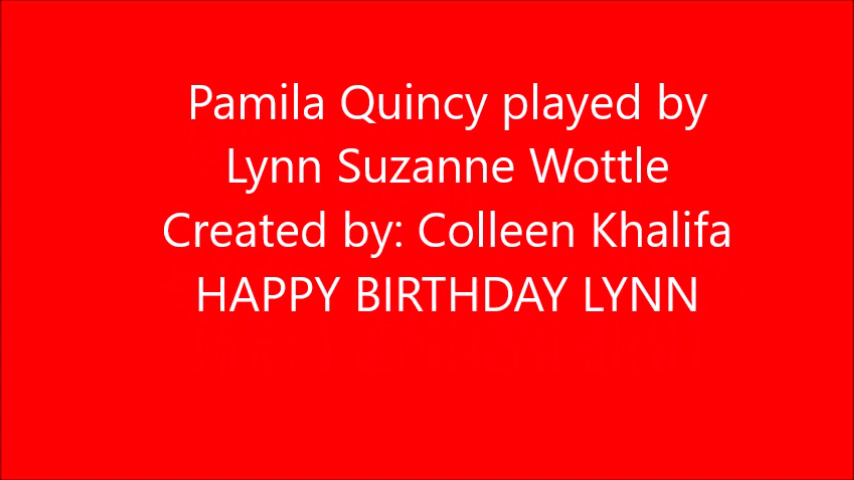 Pamila Quincy played by
Lynn Suzanne Wottle
Created by: Colleen Khalifa
HAPPY BIRTHDAY LYNN